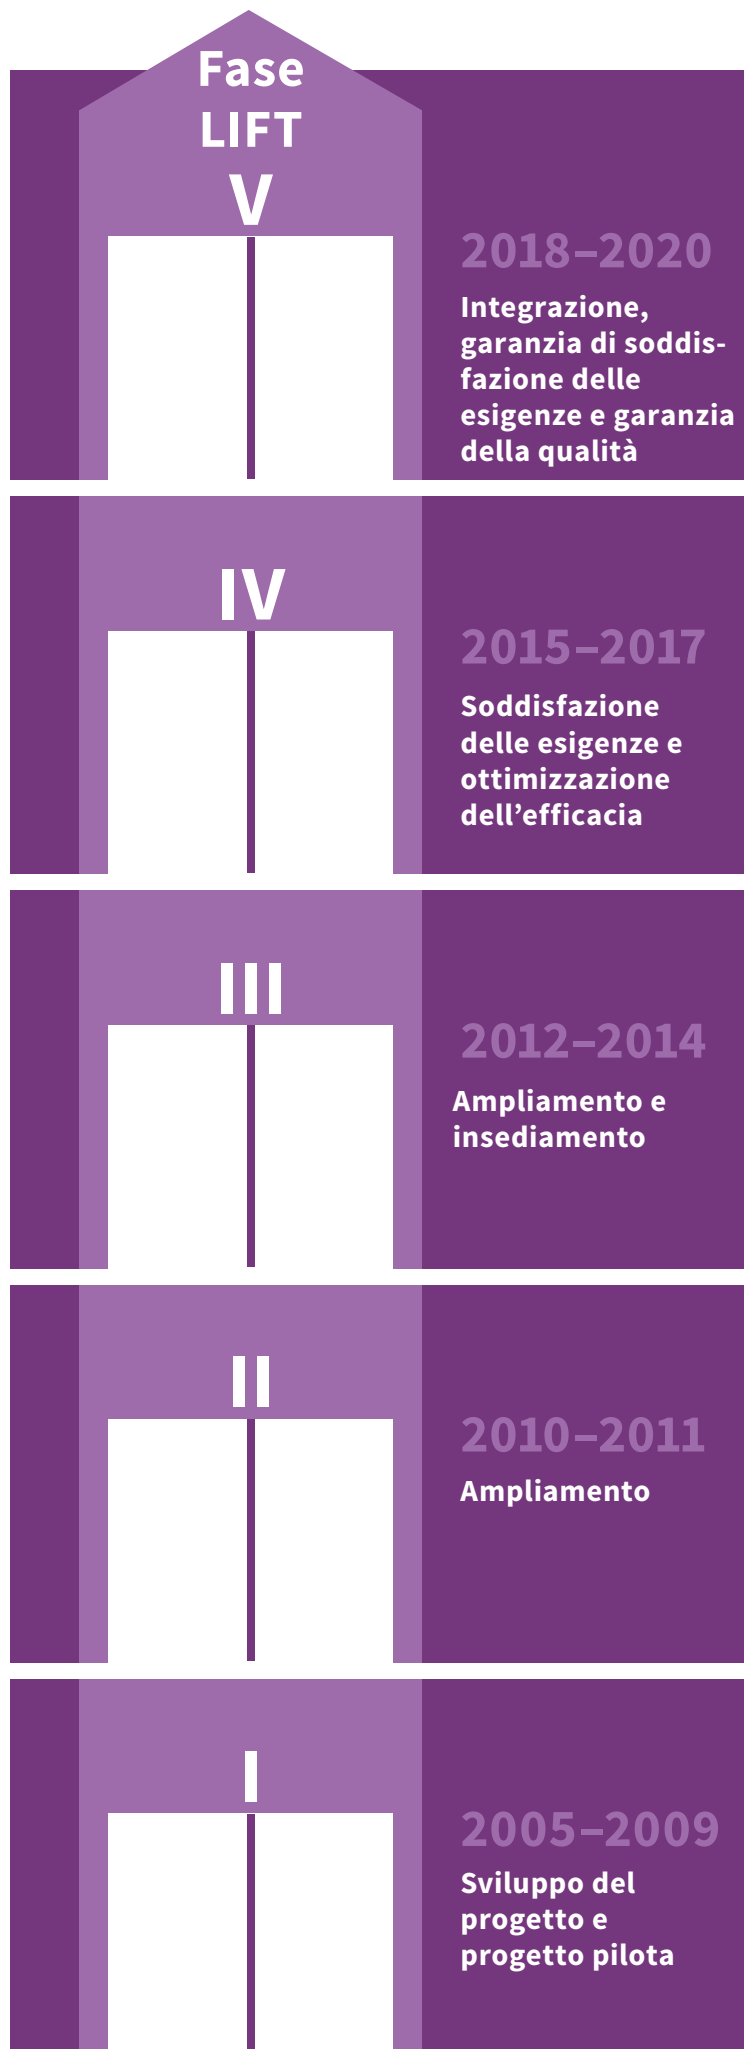 Fase
LIFT
V
2018–2020
Integrazione,
garanzia di soddis-
fazione delle
esigenze e garanzia
della qualità
IV
2015–2017
Soddisfazione
delle esigenze e
ottimizzazione
dell’efficacia
III
2012–2014
Ampliamento e
insediamento
II
2010–2011
Ampliamento
I
2005–2009
Sviluppo del
progetto e
progetto pilota